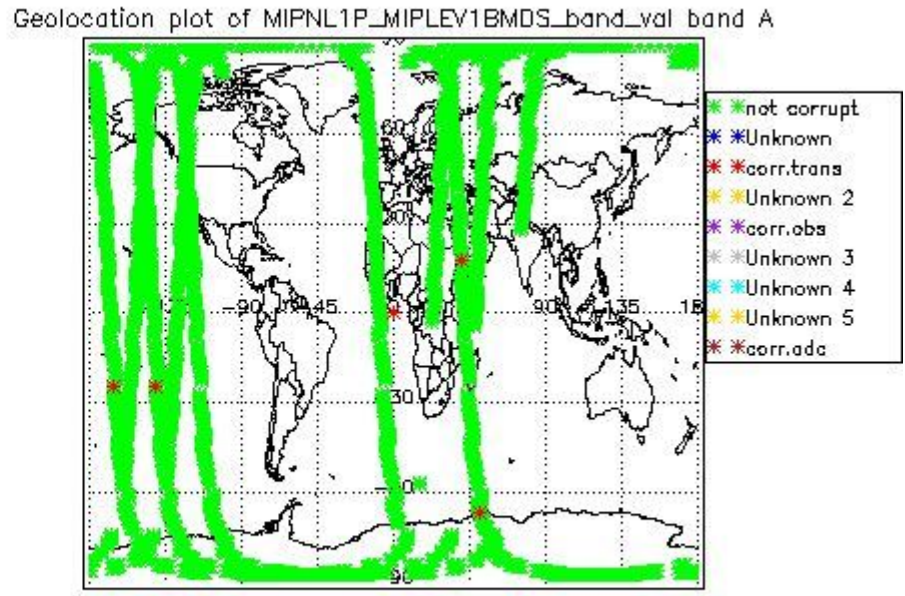 Geolocation plot of MIPNL1P_MIPLEV1BMDS_band_val band A
not corrupt
Unknown
corr.trans
Unknown 2
corr.obs
Unknown 3
Unknown 4
Unknown 5
corr.adc
60
-90
-45
90
135
90